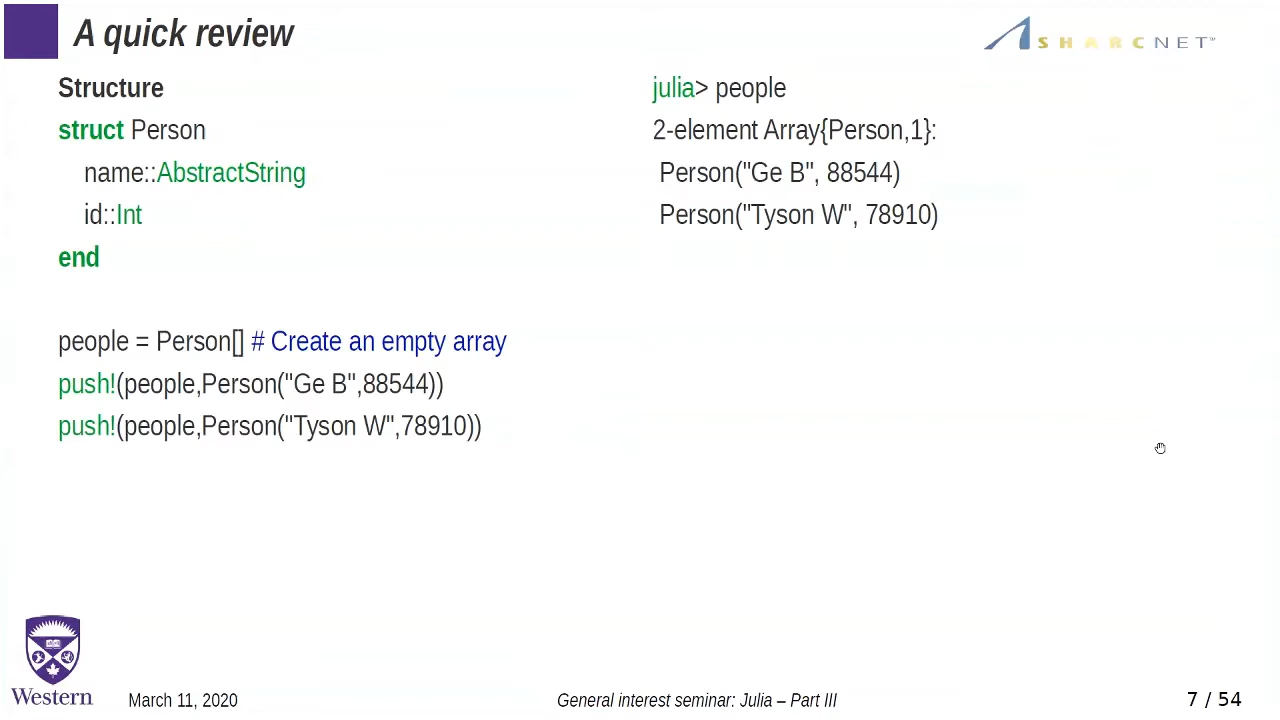 A quick review
SHARCNET™
Structure
struct Person
name::AbstractString
id::Int
end
people = Person[] # Create an empty array
push!(people,Person("Ge B",88544))
push!(people,Person("Tyson W",78910))
julia> people
2-element Array{Person,1}:
Person("Ge B", 88544)
Person("Tyson W", 78910)
Western
March 11, 2020
General interest seminar: Julia – Part III
7 / 54